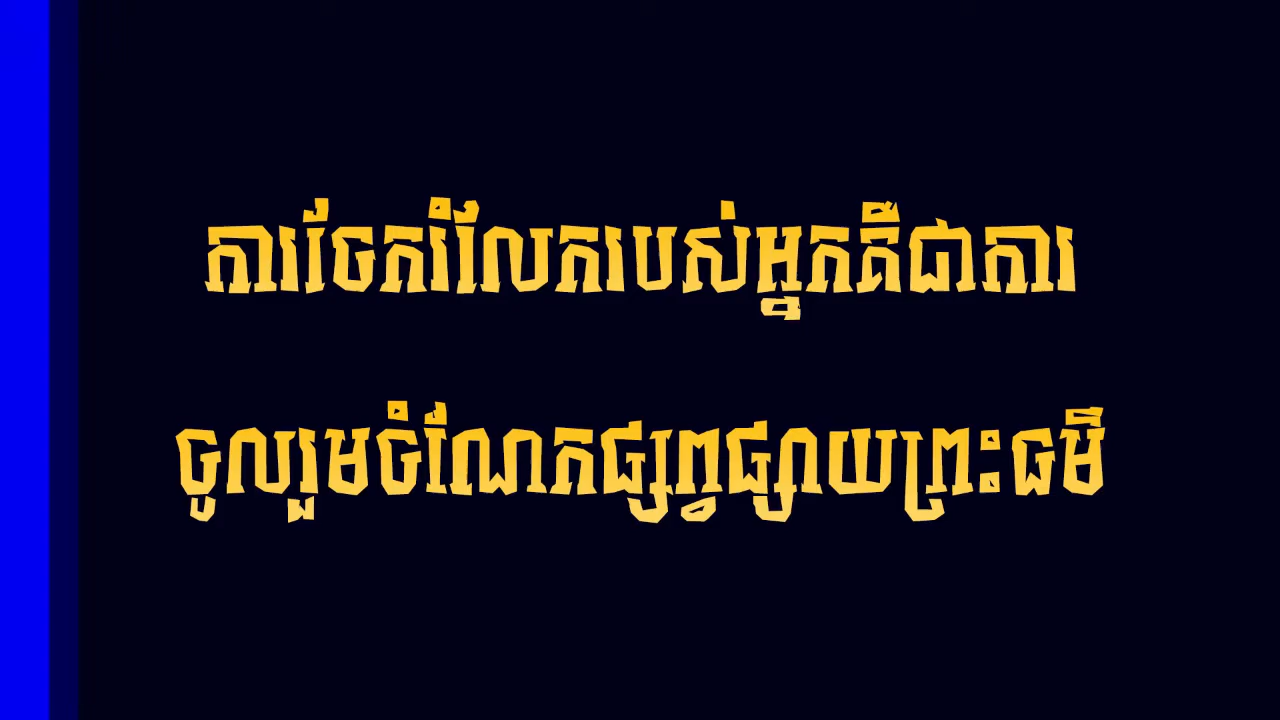 ការចែករំលែករបស់អ្នកគឺជាការ
ចូលរួមចំណែកផ្សព្វផ្សាយព្រះធម៌